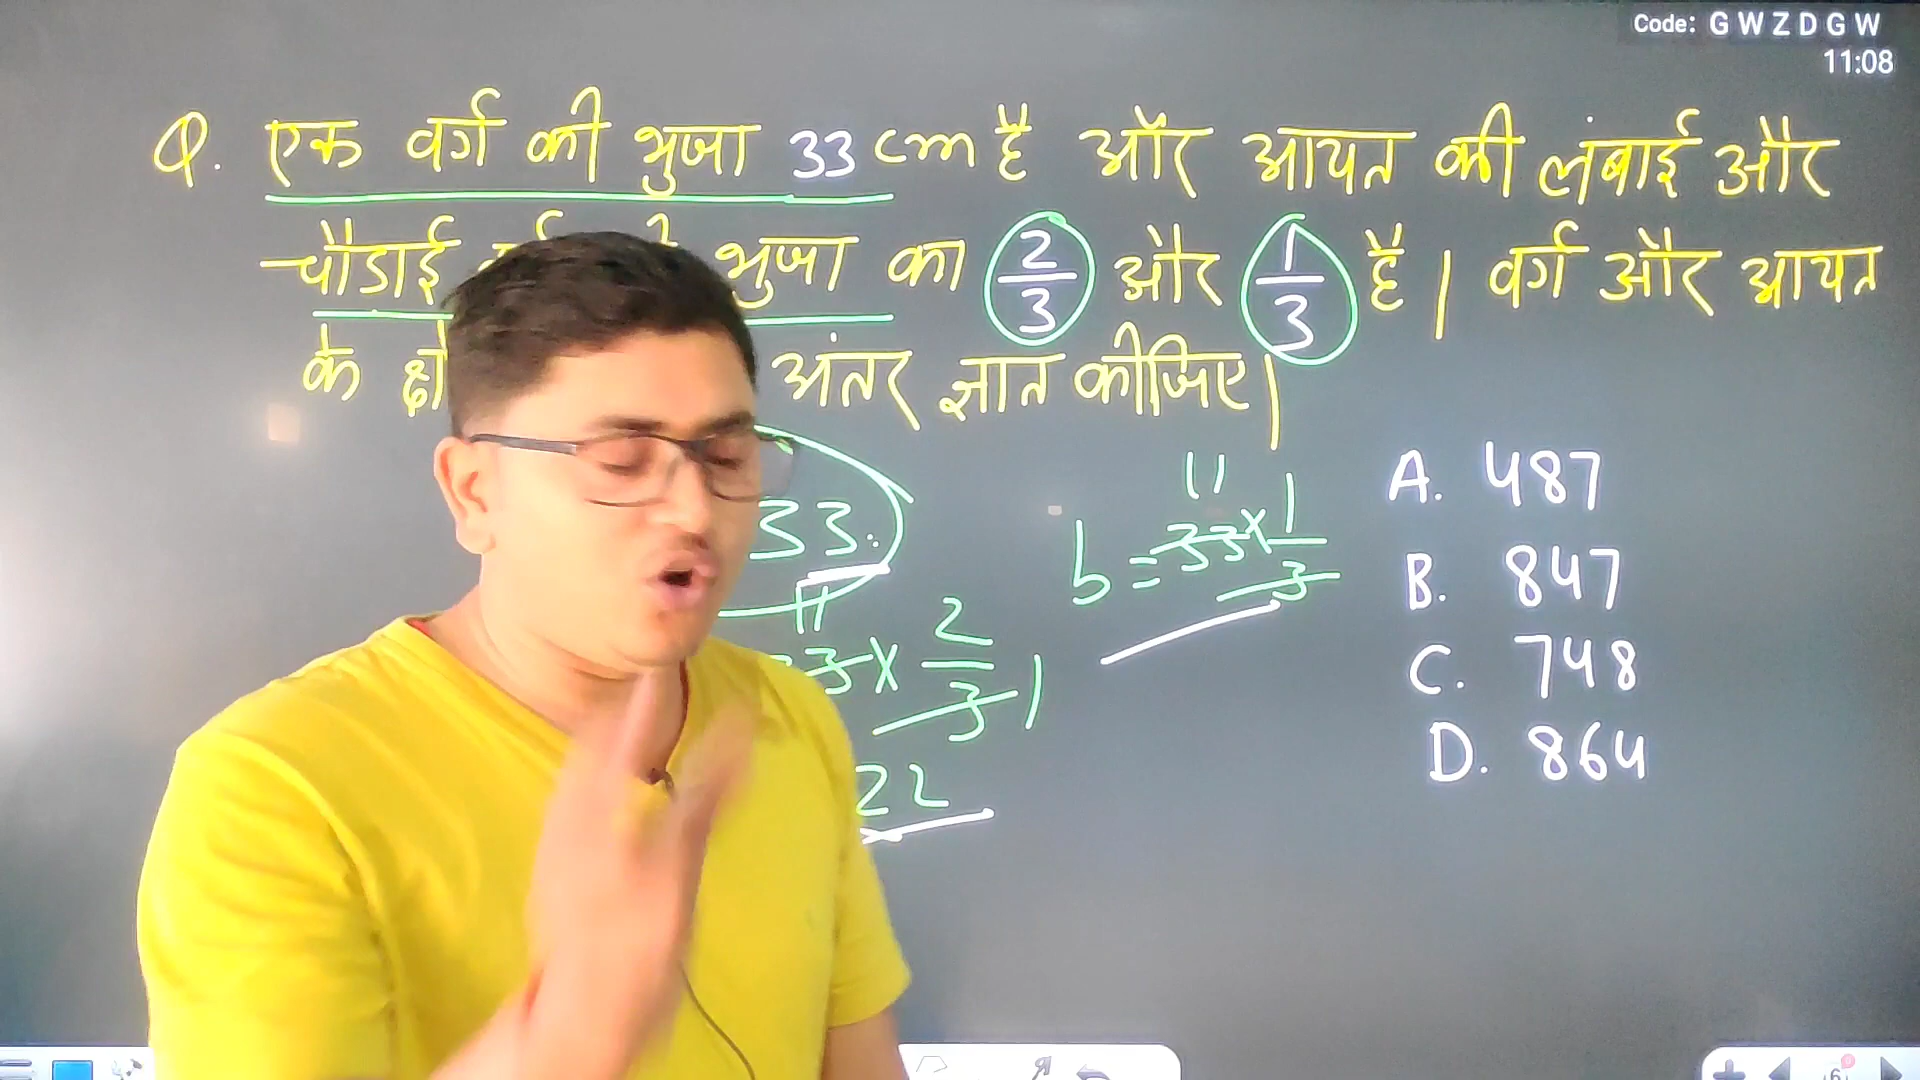 Code: G W Z D G W
11:08
Q. एक वर्ग की भुजा 33 cm है और आयत की लंबाई और
चौडाई भुजा का 2/3 और 1/3 है | वर्ग और आयत
के अंतर ज्ञात कीजिए |
33
11
33 × 2/3
22
11
b = 33 × 1/3
A. 487
B. 847
C. 748
D. 864